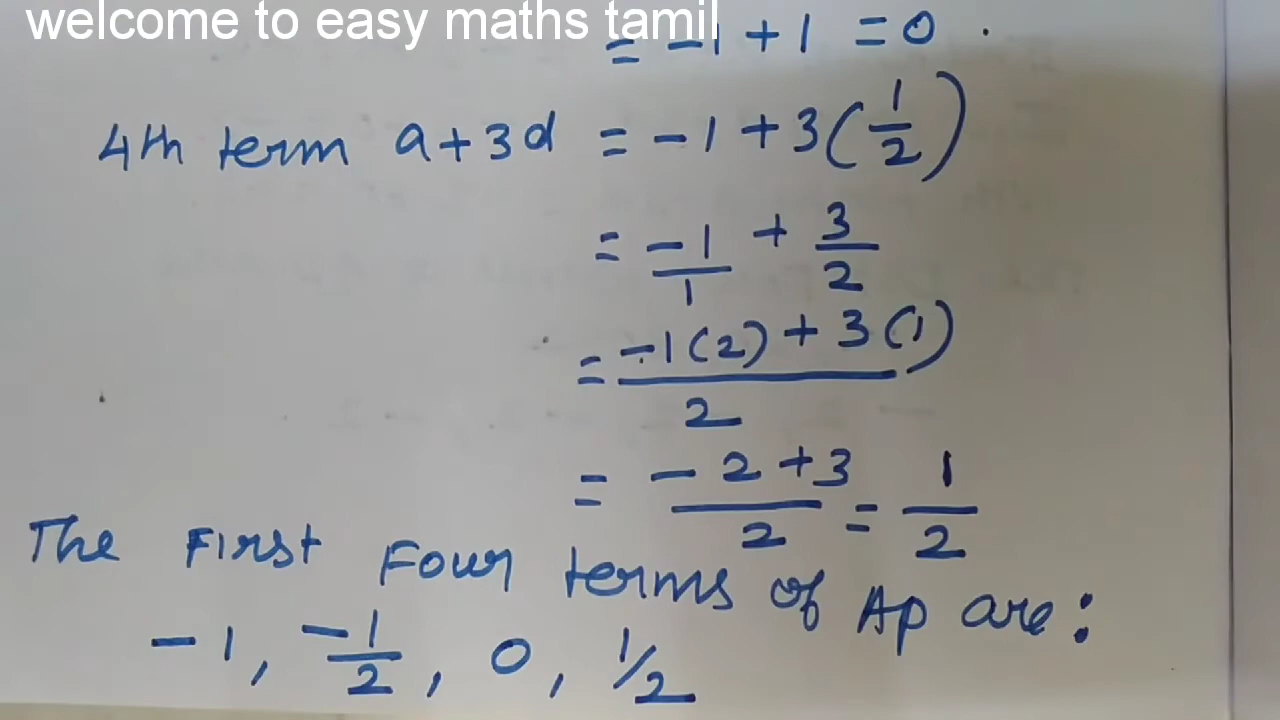 welcome to easy maths tamil
= -1 + 1 = 0 .
4th term a+3d = -1 + 3(1/2)
= -1/1 + 3/2
= -1(2) + 3(1)/2
= -2+3/2 = 1/2
The First Four terms of Ap are:
-1, -1/2, 0, 1/2